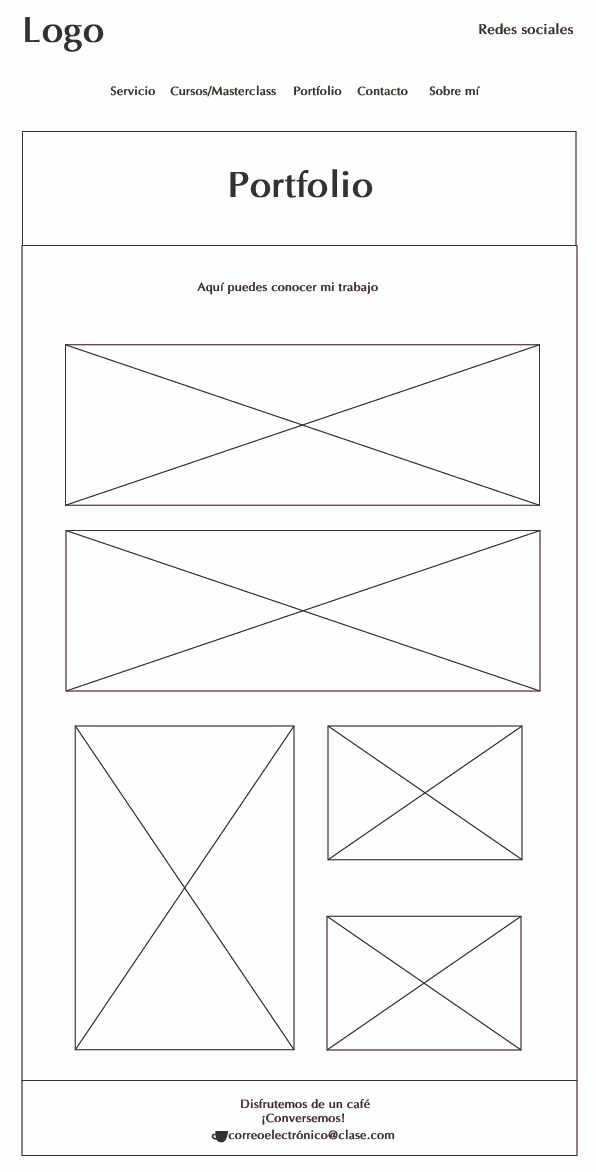 Logo
Redes sociales
Servicio Cursos/Masterclass Portfolio Contacto Sobre mí
Portfolio
Aquí puedes conocer mi trabajo
Disfrutemos de un café
¡Conversemos!
correoelectrónico@clase.com